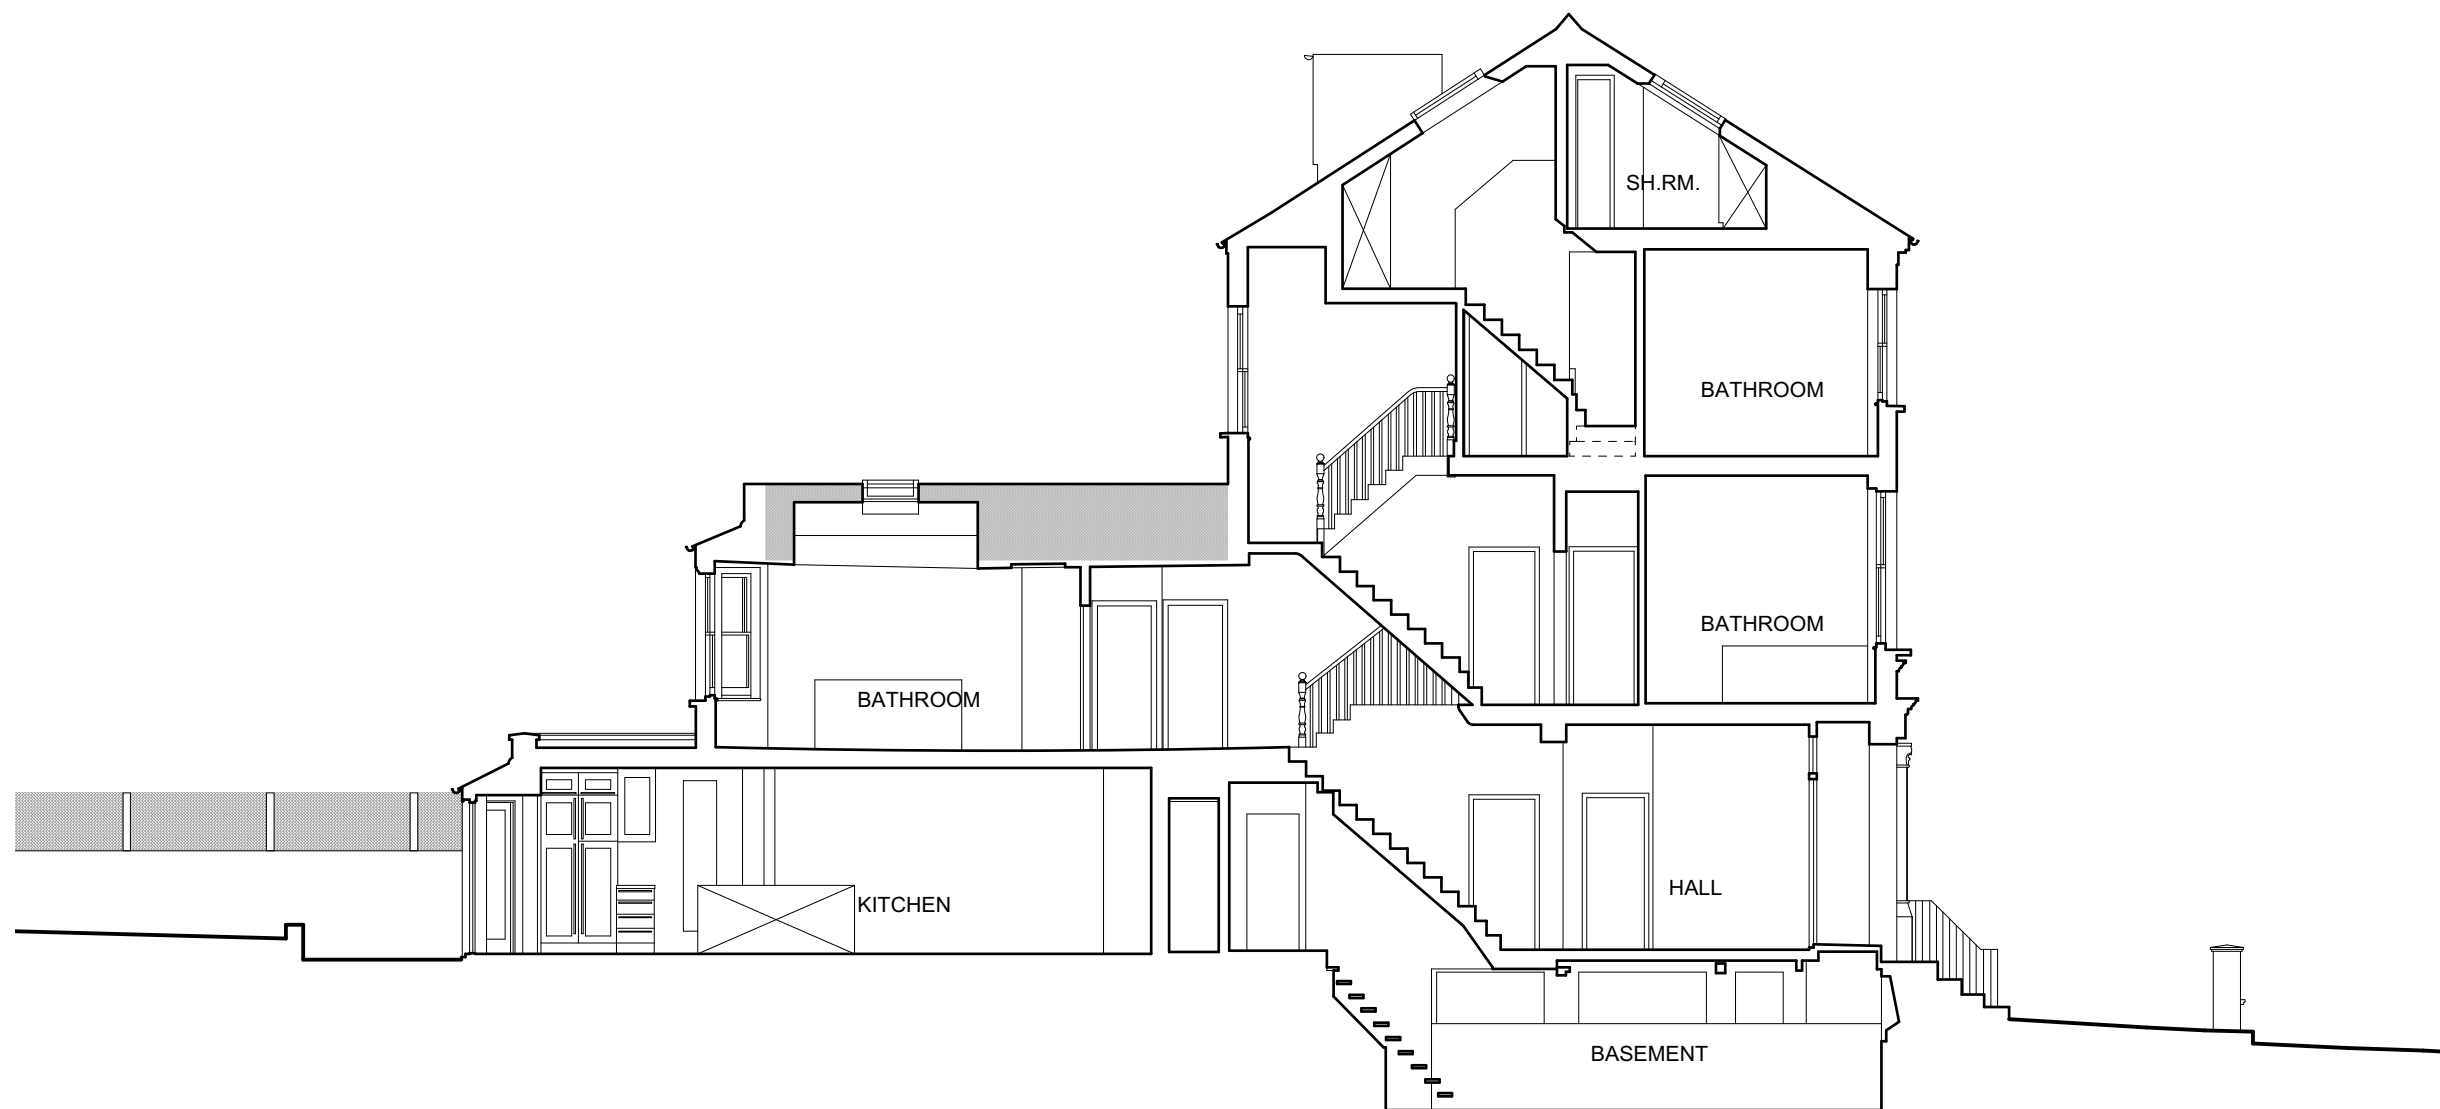 SH.RM.
BATHROOM
BATHROOM
BATHROOM
KITCHEN
HALL
BASEMENT